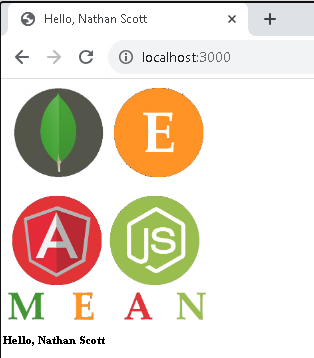 Hello, Nathan Scott
localhost:3000
E
A JS
M E A N
Hello, Nathan Scott